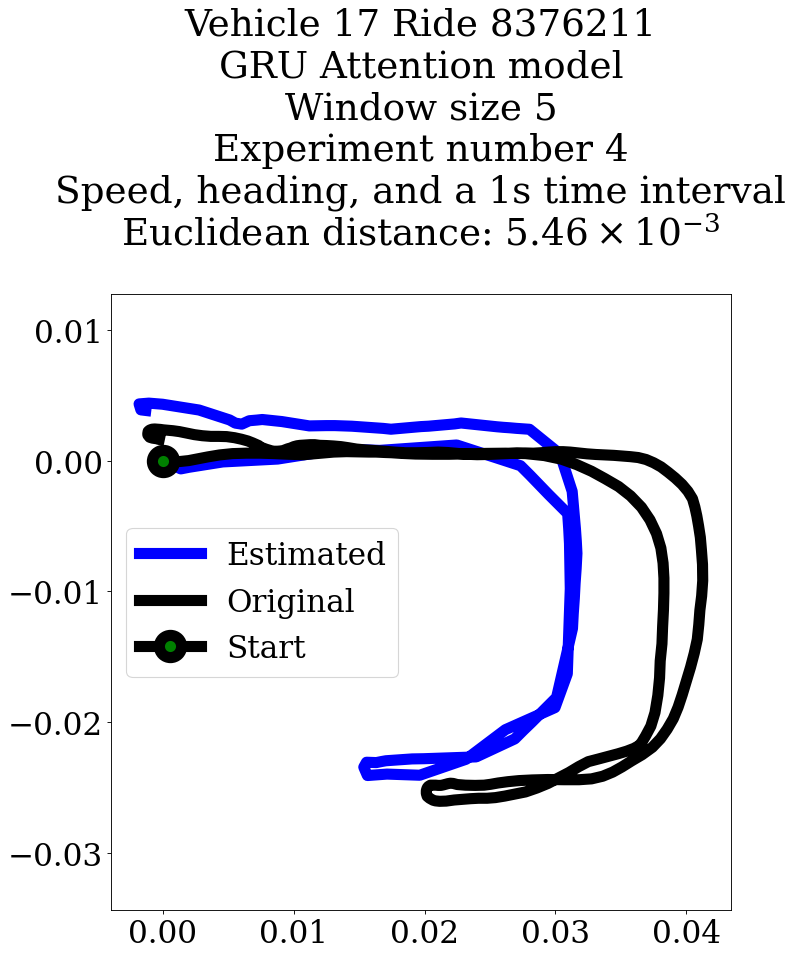 Vehicle 17 Ride 8376211
GRU Attention model
Window size 5
Experiment number 4
Speed, heading, and a 1s time interval
Euclidean distance: 5.46 × 10⁻³
0.01
0.00
−0.01
−0.02
−0.03
Estimated
Original
Start
0.00 0.01 0.02 0.03 0.04